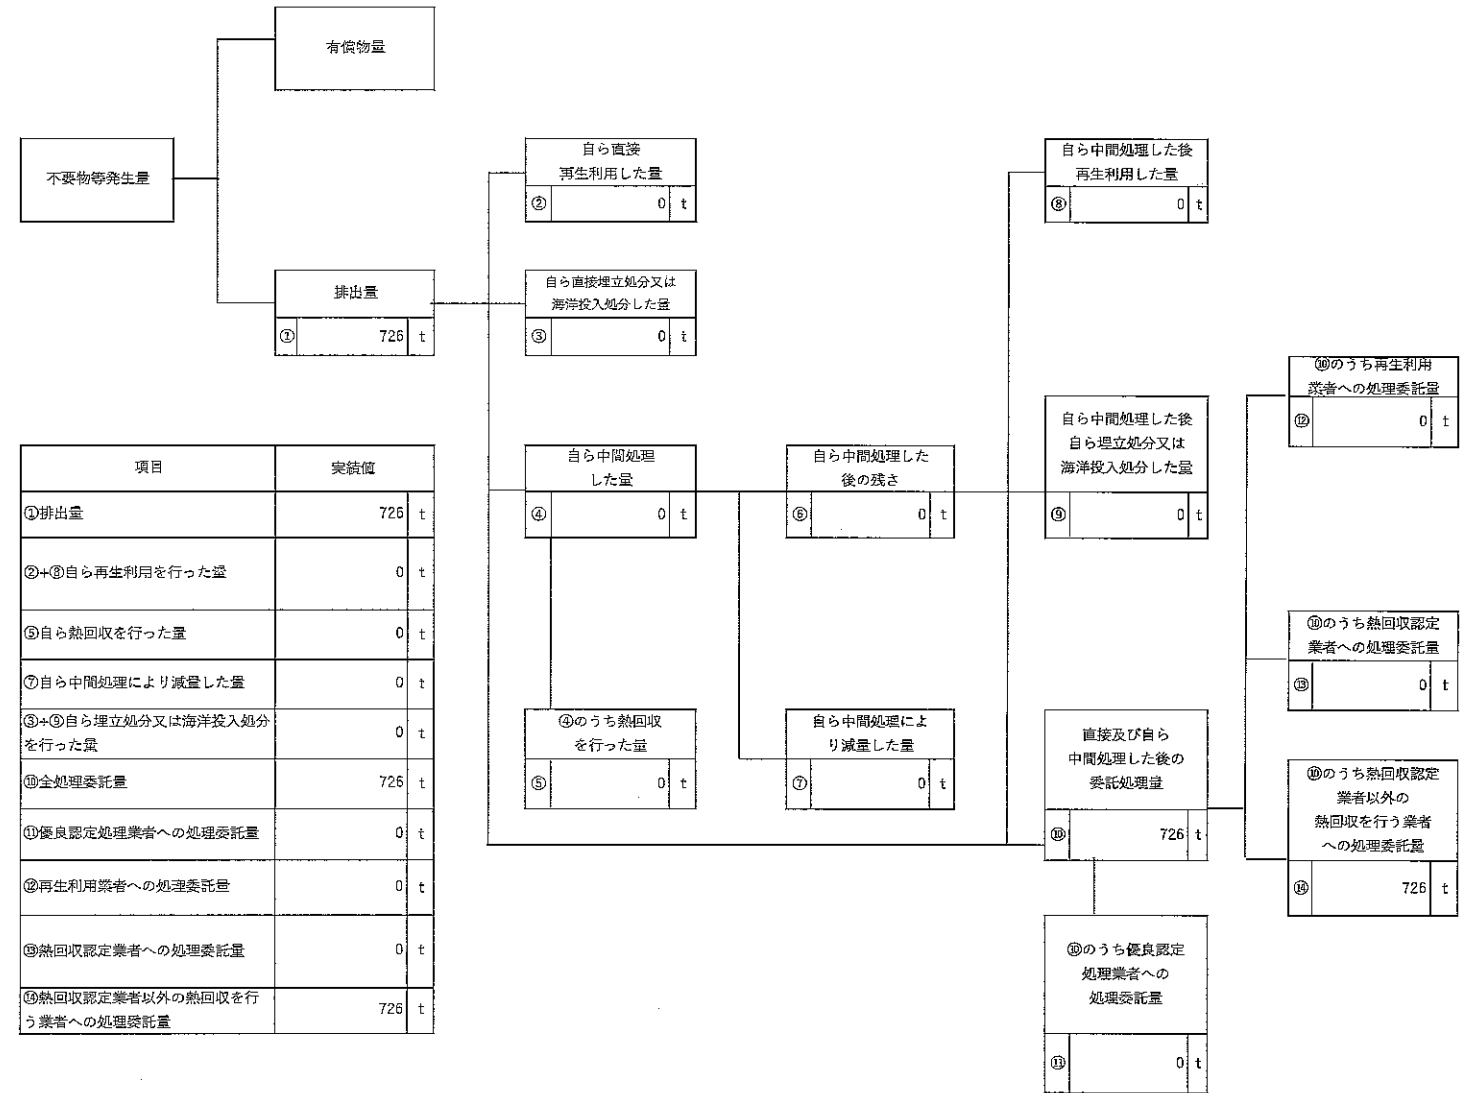 有償物量
不要物等発生量
排出量
① 726 t
自ら直接
再生利用した量
② 0 t
自ら直接埋立処分又は
海洋投入処分した量
③ 0 t
自ら中間処理
した量
④ 0 t
④のうち熱回収
を行った量
⑤ 0 t
自ら中間処理した
後の残さ
⑥ 0 t
自ら中間処理によ
り減量した量
⑦ 0 t
自ら中間処理した後
再生利用した量
⑧ 0 t
自ら中間処理した後
自ら埋立処分又は
海洋投入処分した量
⑨ 0 t
直接及び自ら
中間処理した後の
委託処理量
⑩ 726 t
⑩のうち優良認定
処理業者への
処理委託量
⑪ 0 t
⑩のうち再生利用
業者への処理委託量
⑫ 0 t
⑩のうち熱回収認定
業者への処理委託量
⑬ 0 t
⑩のうち熱回収認定
業者以外の
熱回収を行う業者
への処理委託量
⑭ 726 t
項目 実績値
①排出量 726 t
②+⑧自ら再生利用を行った量 0 t
⑤自ら熱回収を行った量 0 t
⑦自ら中間処理により減量した量 0 t
③+⑨自ら埋立処分又は海洋投入処分
を行った量 0 t
⑩全処理委託量 726 t
⑪優良認定処理業者への処理委託量 0 t
⑫再生利用業者への処理委託量 0 t
⑬熱回収認定業者への処理委託量 0 t
⑭熱回収認定業者以外の熱回収を行
う業者への処理委託量 726 t